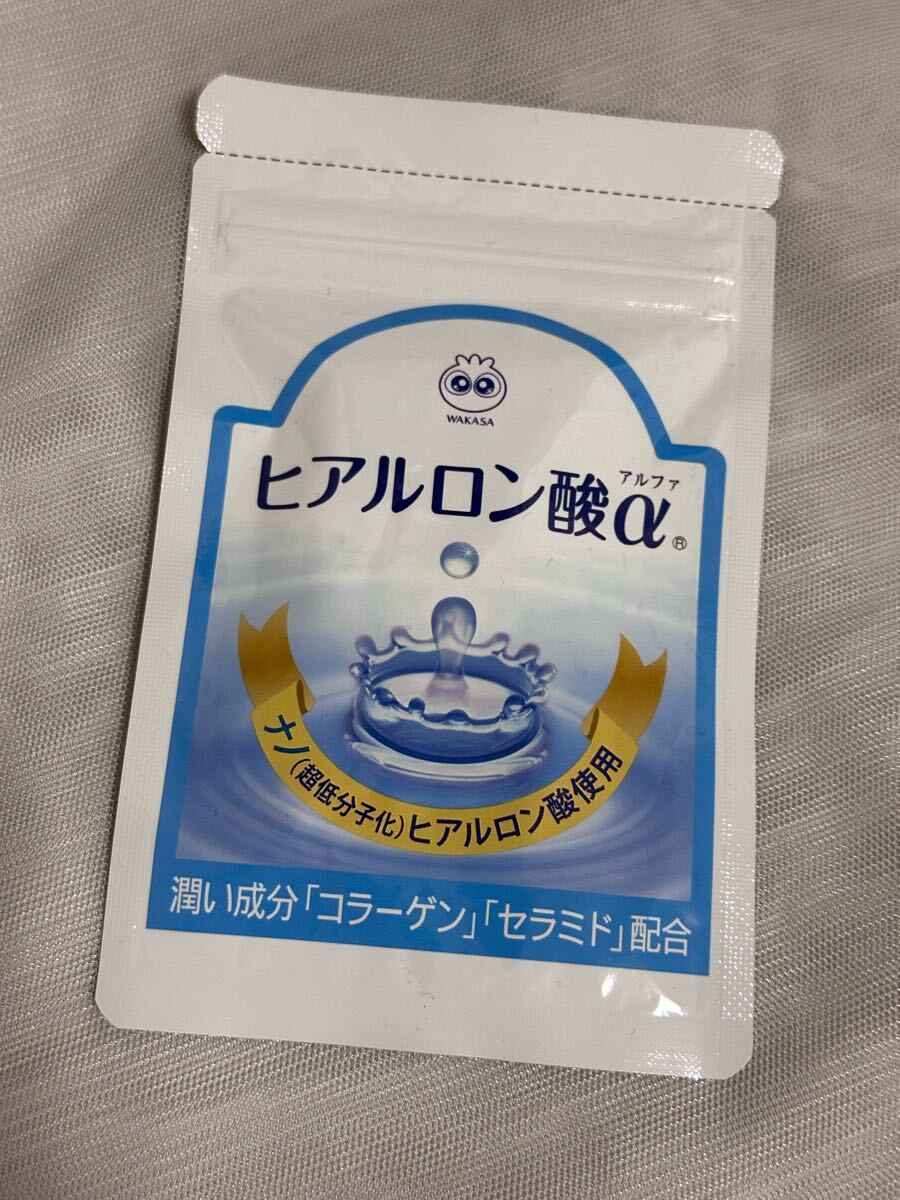 WAKASA
アルファ
ヒアルロン酸α®
ナノ(超低分子化)ヒアルロン酸使用
潤い成分「コラーゲン」「セラミド」配合